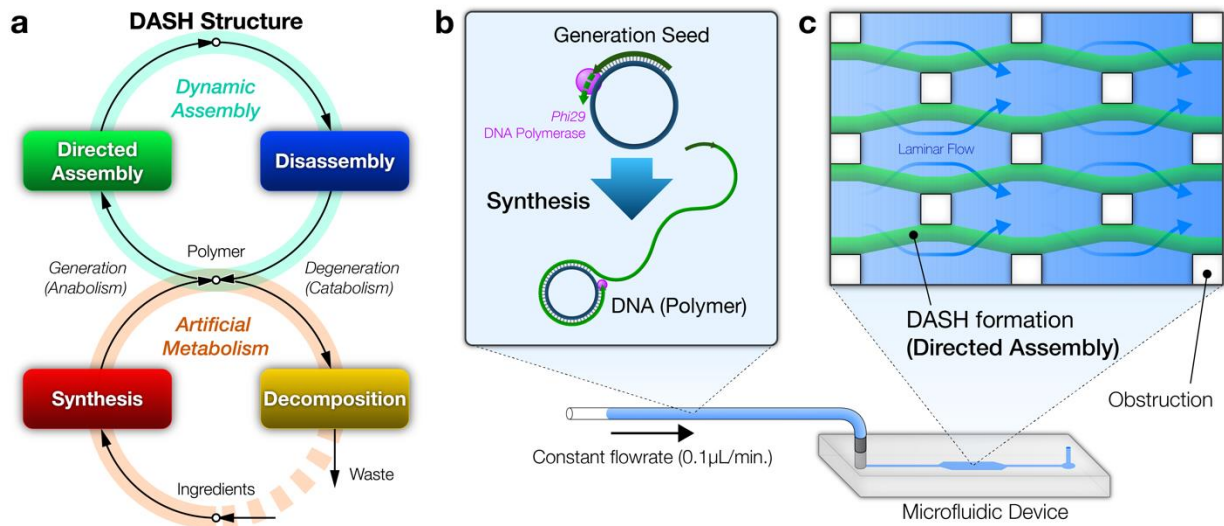 a
DASH Structure
Dynamic
Assembly
Directed
Assembly
Disassembly
Polymer
Generation
(Anabolism)
Degeneration
(Catabolism)
Artificial
Metabolism
Synthesis
Decomposition
Waste
Ingredients
b
Generation Seed
Phi29
DNA Polymerase
Synthesis
DNA (Polymer)
Constant flowrate (0.1µL/min.)
c
Laminar Flow
DASH formation
(Directed Assembly)
Obstruction
Microfluidic Device